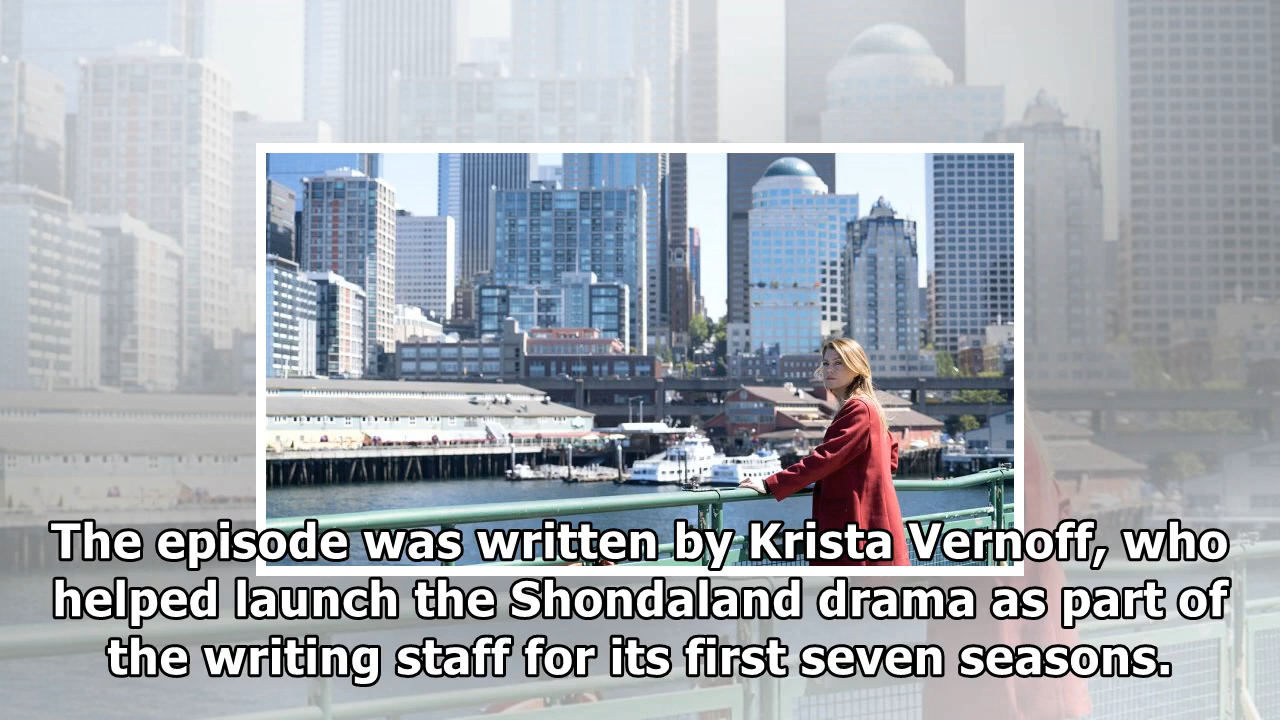 The episode was written by Krista Vernoff, who
helped launch the Shondaland drama as part of
the writing staff for its first seven seasons.